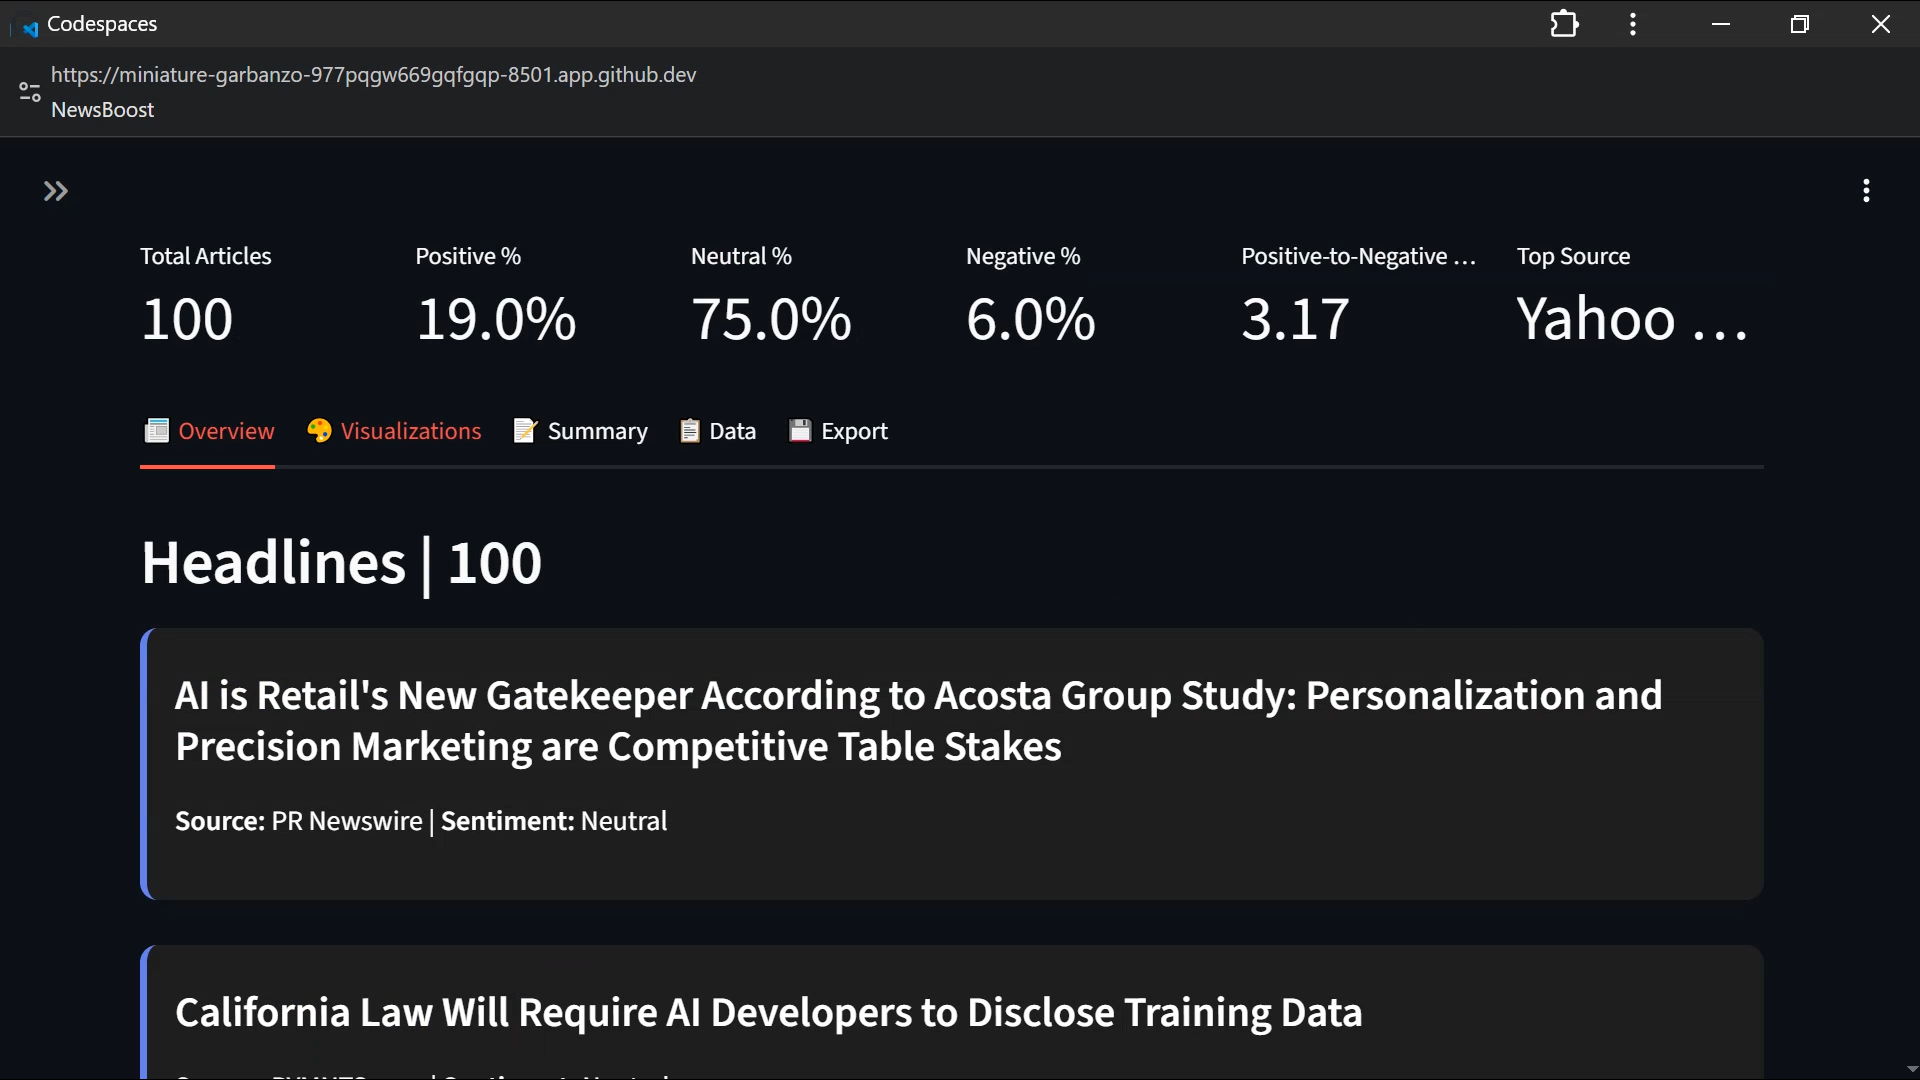 Codespaces
https://miniature-garbanzo-977pqgw669gqfgqp-8501.app.github.dev
NewsBoost
Total Articles
100
Positive %
19.0%
Neutral %
75.0%
Negative %
6.0%
Positive-to-Negative ...
3.17
Top Source
Yahoo ...
Overview Visualizations Summary Data Export
Headlines | 100
AI is Retail's New Gatekeeper According to Acosta Group Study: Personalization and
Precision Marketing are Competitive Table Stakes
Source: PR Newswire | Sentiment: Neutral
California Law Will Require AI Developers to Disclose Training Data